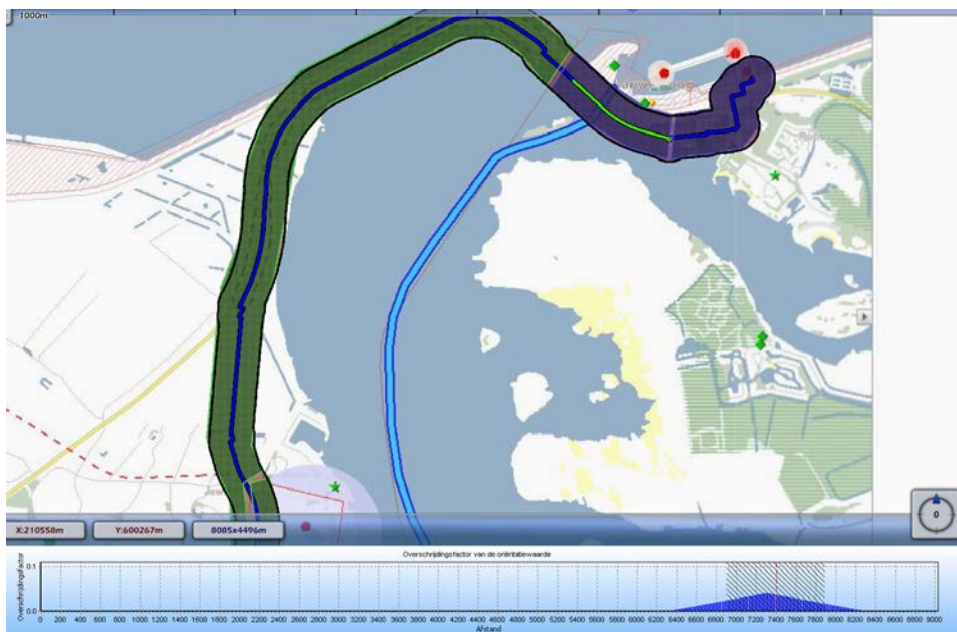 1000m
X:210558m Y:600267m 8085x4496m
0
Overschrijdingsfactor van de oriëntatiewaarde
Overschrijdingsfactor
0.1
0.0
0 200 400 600 800 1000 1200 1400 1600 1800 2000 2200 2400 2600 2800 3000 3200 3400 3600 3800 4000 4200 4400 4600 4800 5000 5200 5400 5600 5800 6000 6200 6400 6600 6800 7000 7200 7400 7600 7800 8000 8200 8400 8600 8800 9000
Afstand